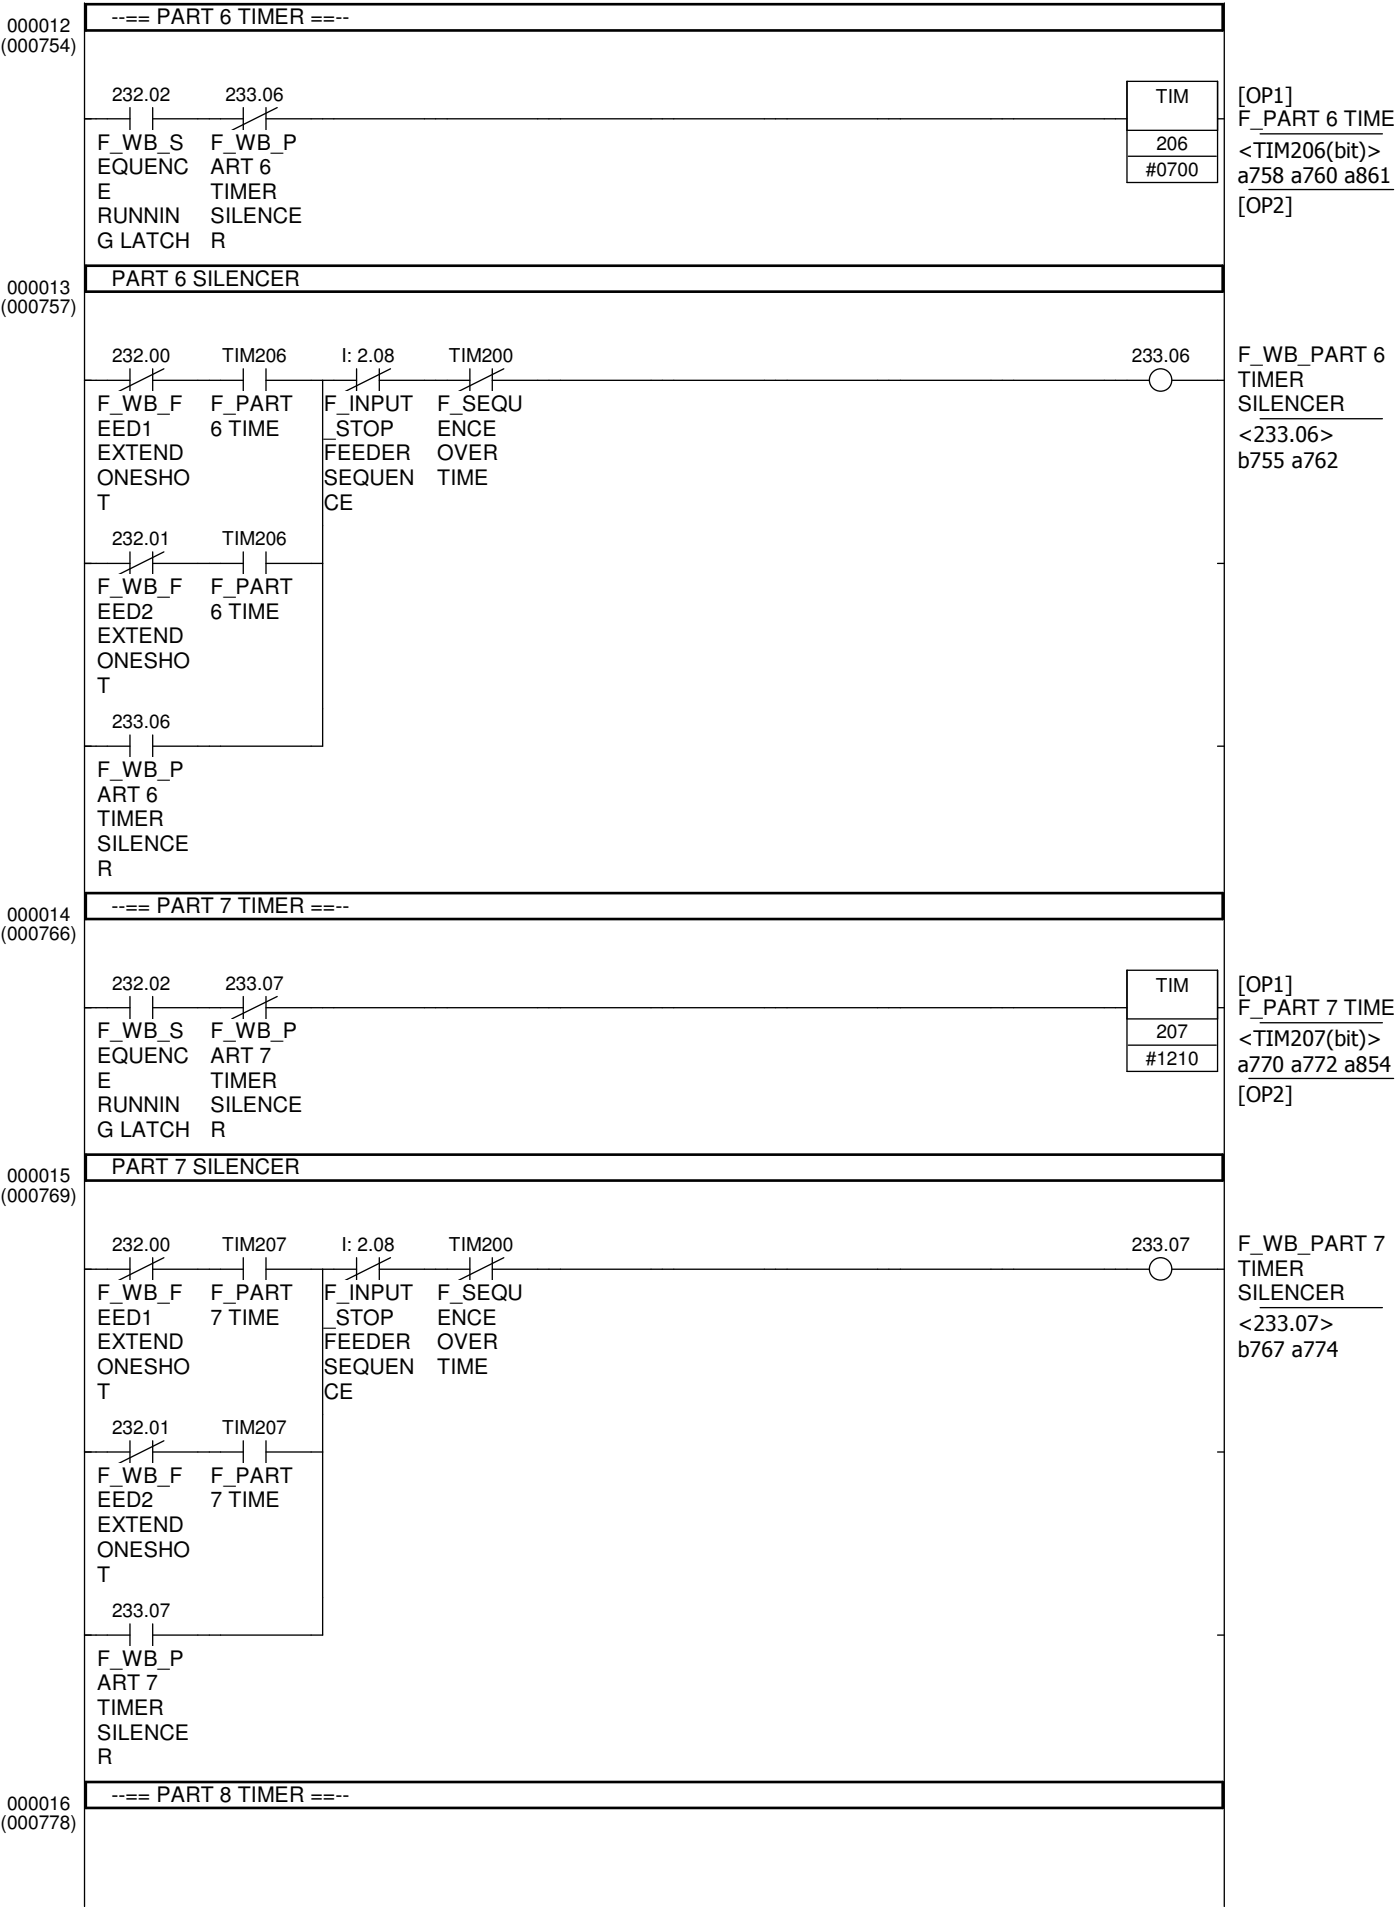 000012
(000754)
--== PART 6 TIMER ==--
232.02 233.06
F_WB_S F_WB_P
EQUENC ART 6
E TIMER
RUNNIN SILENCE
G LATCH R
TIM
206
#0700
[OP1]
F_PART 6 TIME
<TIM206(bit)>
a758 a760 a861
[OP2]
000013
(000757)
PART 6 SILENCER
232.00 TIM206 I: 2.08 TIM200 233.06
F_WB_F F_PART F_INPUT F_SEQU
EED1 6 TIME _STOP ENCE
EXTEND FEEDER OVER
ONESHO SEQUEN TIME
T CE
F_WB_PART 6
TIMER
SILENCER
<233.06>
b755 a762
232.01 TIM206
F_WB_F F_PART
EED2 6 TIME
EXTEND
ONESHO
T
233.06
F_WB_P
ART 6
TIMER
SILENCE
R
000014
(000766)
--== PART 7 TIMER ==--
232.02 233.07
F_WB_S F_WB_P
EQUENC ART 7
E TIMER
RUNNIN SILENCE
G LATCH R
TIM
207
#1210
[OP1]
F_PART 7 TIME
<TIM207(bit)>
a770 a772 a854
[OP2]
000015
(000769)
PART 7 SILENCER
232.00 TIM207 I: 2.08 TIM200 233.07
F_WB_F F_PART F_INPUT F_SEQU
EED1 7 TIME _STOP ENCE
EXTEND FEEDER OVER
ONESHO SEQUEN TIME
T CE
F_WB_PART 7
TIMER
SILENCER
<233.07>
b767 a774
232.01 TIM207
F_WB_F F_PART
EED2 7 TIME
EXTEND
ONESHO
T
233.07
F_WB_P
ART 7
TIMER
SILENCE
R
000016
(000778)
--== PART 8 TIMER ==--